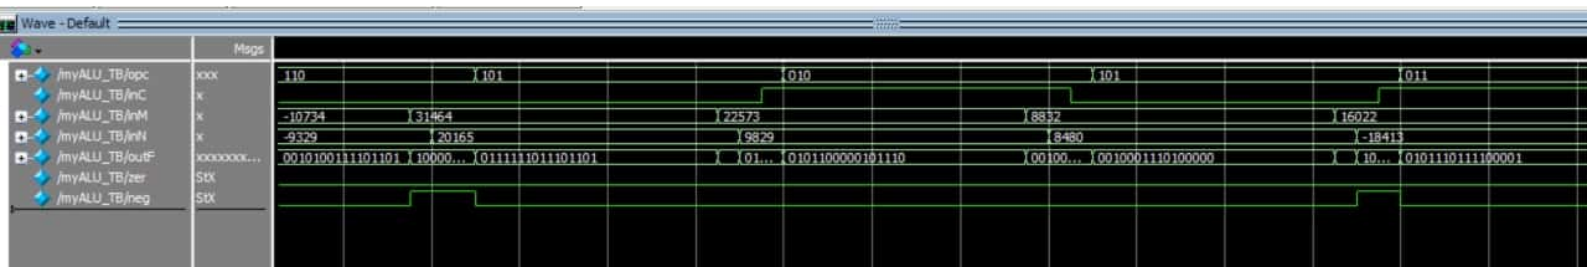 Wave - Default
Msgs
/myALU_TB/opc xxx 110 101 010 101 011
/myALU_TB/inC x
/myALU_TB/inM x -10734 31464 22573 8832 16022
/myALU_TB/inN x -9329 20165 9829 8480 -18413
/myALU_TB/outF xxxxxxx... 0010100111101101 10000... 0111111011101101 01... 0101100000101110 00100... 0010001110100000 10... 0101110111100001
/myALU_TB/zer StX
/myALU_TB/neg StX